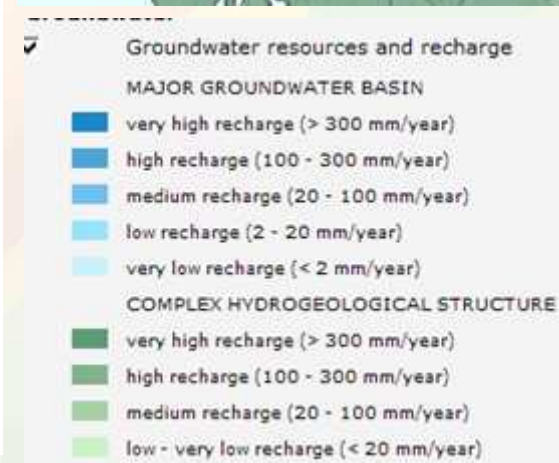 Groundwater resources and recharge
MAJOR GROUNDWATER BASIN
very high recharge (> 300 mm/year)
high recharge (100 - 300 mm/year)
medium recharge (20 - 100 mm/year)
low recharge (2 - 20 mm/year)
very low recharge (< 2 mm/year)
COMPLEX HYDROGEOLOGICAL STRUCTURE
very high recharge (> 300 mm/year)
high recharge (100 - 300 mm/year)
medium recharge (20 - 100 mm/year)
low - very low recharge (< 20 mm/year)